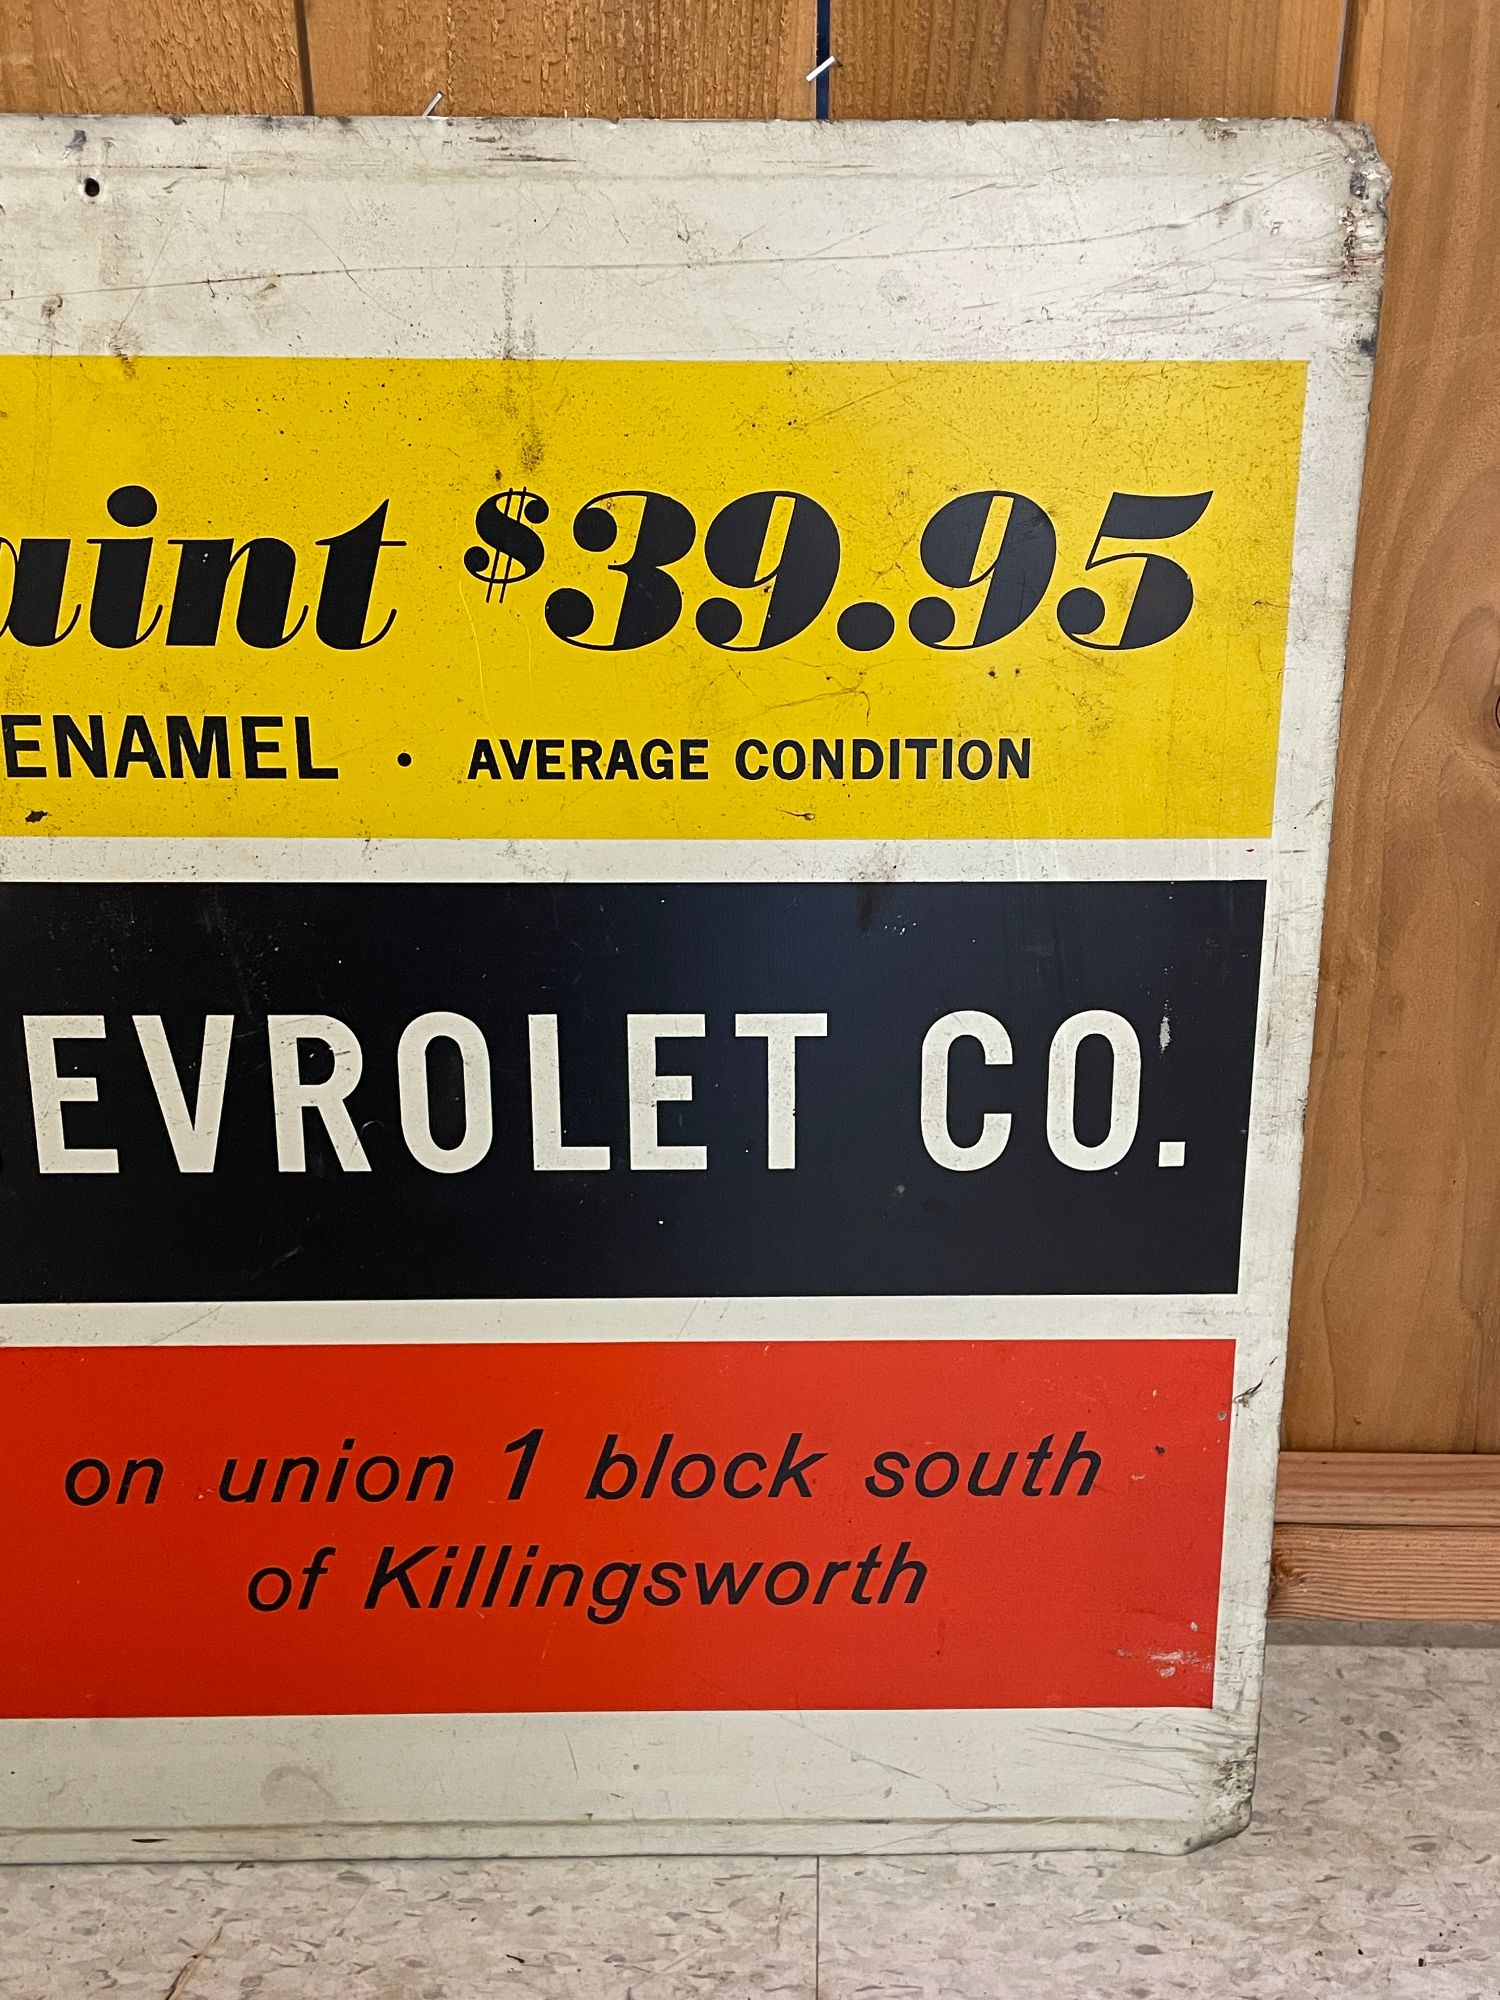 aint $39.95
ENAMEL • AVERAGE CONDITION
EVROLET CO.
on union 1 block south
of Killingsworth